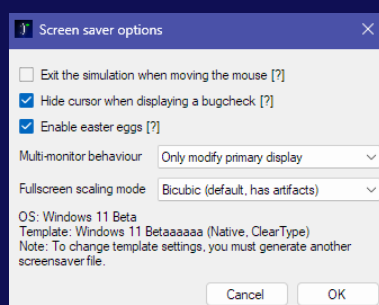 Screen saver options
Exit the simulation when moving the mouse [?]
Hide cursor when displaying a bugcheck [?]
Enable easter eggs [?]
Multi-monitor behaviour Only modify primary display
Fullscreen scaling mode Bicubic (default, has artifacts)
OS: Windows 11 Beta
Template: Windows 11 Betaaaaaa (Native, ClearType)
Note: To change template settings, you must generate another
screensaver file.
Cancel OK